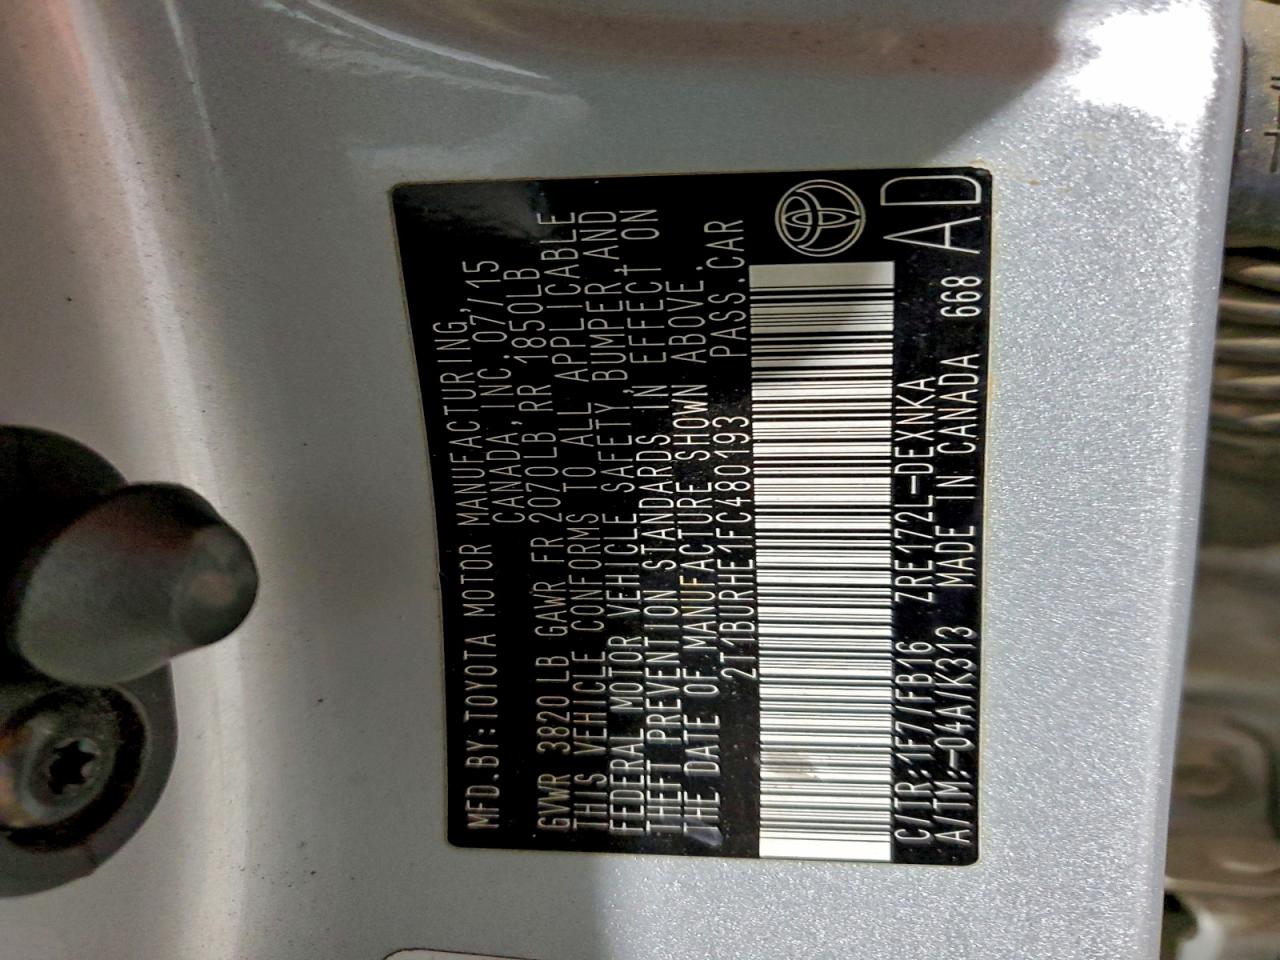 MFD.BY:TOYOTA MOTOR MANUFACTURING,
CANADA, INC. 07/15
GVWR 3820 LB GAWR FR 2070LB,RR 1850LB
THIS VEHICLE CONFORMS TO ALL APPLICABLE
FEDERAL MOTOR VEHICLE SAFETY, BUMPER, AND
THEFT PREVENTION STANDARDS IN EFFECT ON
THE DATE OF MANUFACTURE SHOWN ABOVE.
2T1BURHE1FC480193 PASS.CAR
C/TR:1F7/FB16 ZRE172L-DEXNKA
A/TM:-04A/K313 MADE IN CANADA 668
AD